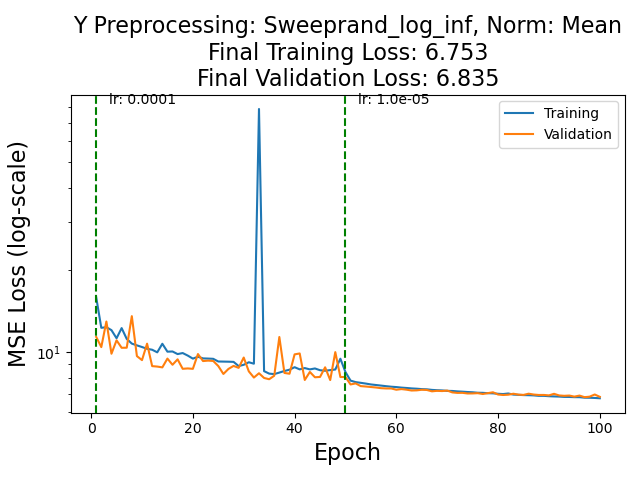 Y Preprocessing: Sweeprand_log_inf, Norm: Mean
Final Training Loss: 6.753
Final Validation Loss: 6.835
lr: 0.0001
lr: 1.0e-05
Training
Validation
MSE Loss (log-scale)
10¹
0 20 40 60 80 100
Epoch